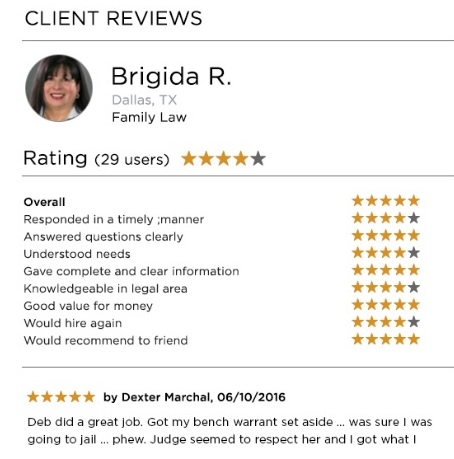 CLIENT REVIEWS
Brigida R.
Dallas, TX
Family Law
Rating (29 users)
Overall
Responded in a timely ;manner
Answered questions clearly
Understood needs
Gave complete and clear information
Knowledgeable in legal area
Good value for money
Would hire again
Would recommend to friend
by Dexter Marchal, 06/10/2016
Deb did a great job. Got my bench warrant set aside ... was sure I was
going to jail ... phew. Judge seemed to respect her and I got what I